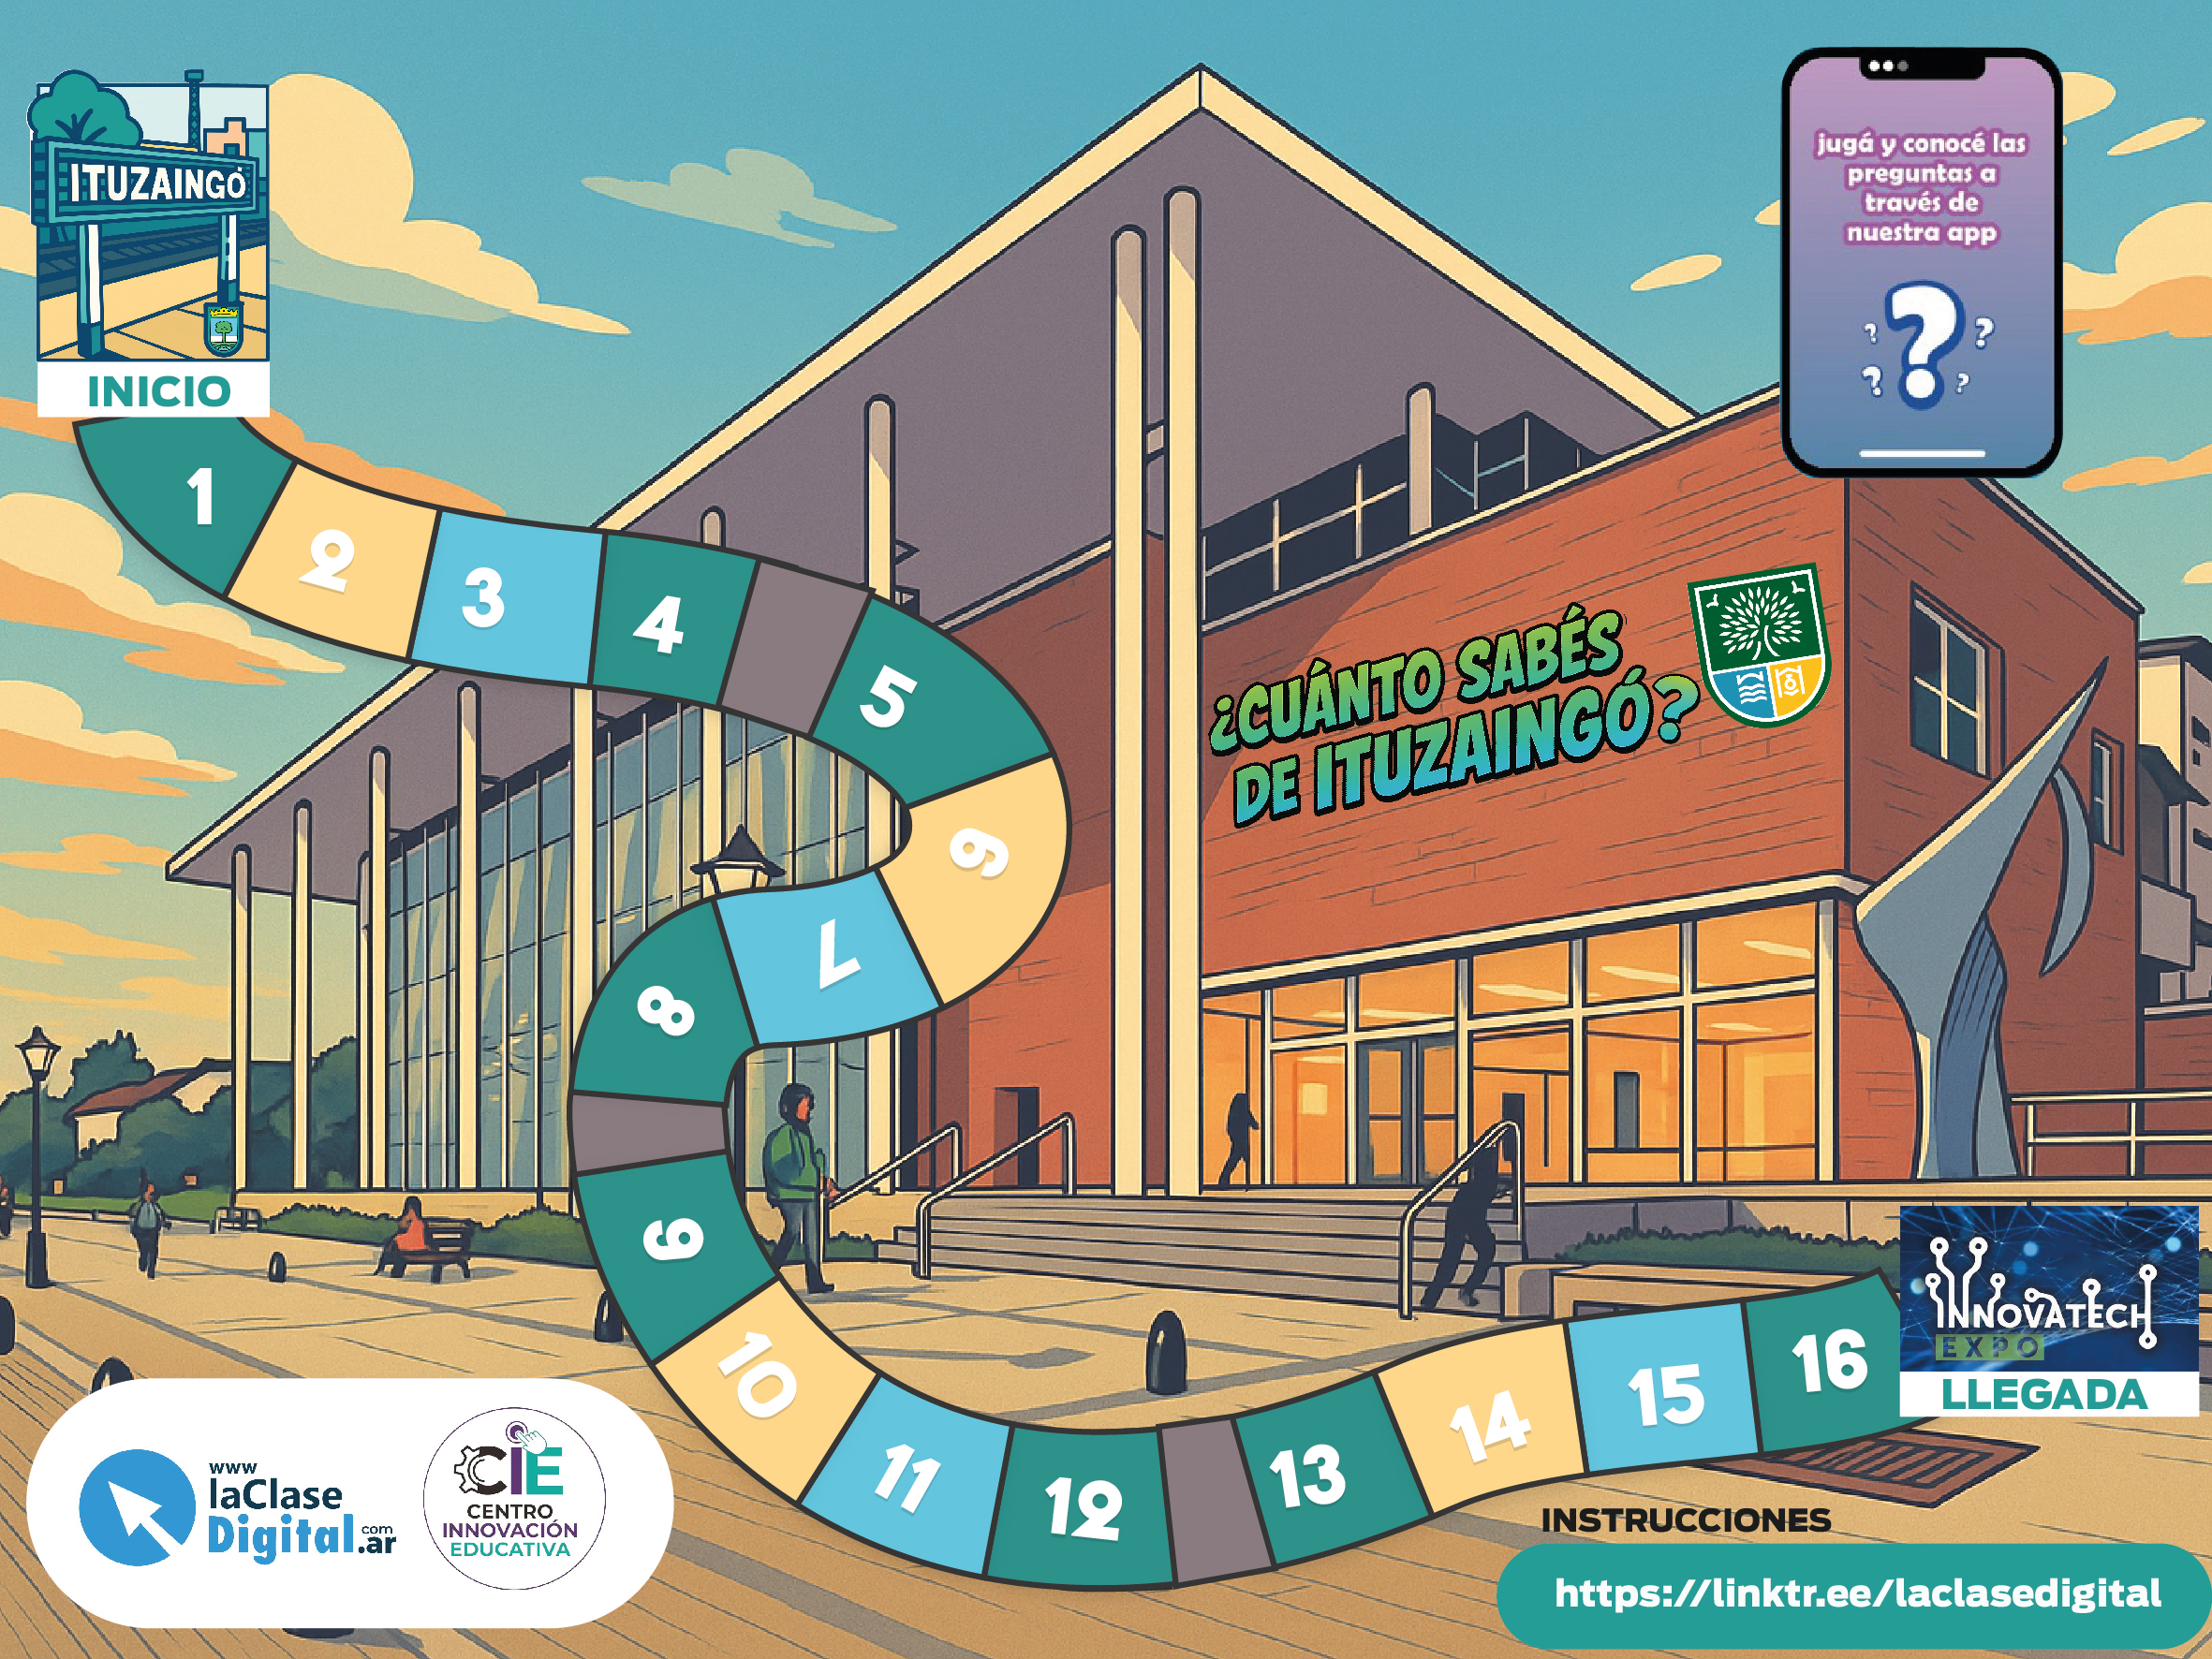 ITUZAINGÓ
INICIO
jugá y conocé las
preguntas a
través de
nuestra app
?
? ?
? ?
1
2
3
4
5
6
7
8
9
10
11
12
13
14
15
16
¿CUÁNTO SABÉS
DE ITUZAINGÓ?
INNOVATECH
EXPO
LLEGADA
www
laClase
Digital.com.ar
CIE
CENTRO
INNOVACIÓN
EDUCATIVA
INSTRUCCIONES
https://linktr.ee/laclasedigital